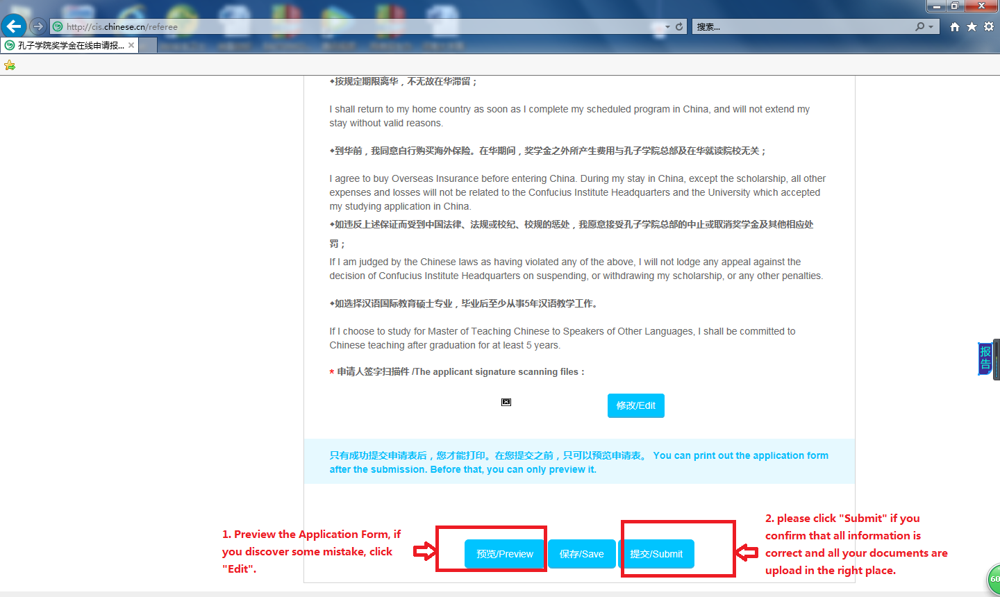 http://cis.chinese.cn/referee
搜索...
孔子学院奖学金在线申请报...
◆按规定期限离华，不无故在华滞留；
I shall return to my home country as soon as I complete my scheduled program in China, and will not extend my
stay without valid reasons.
◆到华前，我同意自行购买海外保险。在华期间，奖学金之外所产生费用与孔子学院总部及在华就读院校无关；
I agree to buy Overseas Insurance before entering China. During my stay in China, except the scholarship, all other
expenses and losses will not be related to the Confucius Institute Headquarters and the University which accepted
my studying application in China.
◆如违反上述保证而受到中国法律、法规或校纪、校规的惩处，我愿意接受孔子学院总部的中止或取消奖学金及其他相应处
罚；
If I am judged by the Chinese laws as having violated any of the above, I will not lodge any appeal against the
decision of Confucius Institute Headquarters on suspending, or withdrawing my scholarship, or any other penalties.
◆如选择汉语国际教育硕士专业，毕业后至少从事5年汉语教学工作。
If I choose to study for Master of Teaching Chinese to Speakers of Other Languages, I shall be committed to
Chinese teaching after graduation for at least 5 years.
报
告
* 申请人签字扫描件 /The applicant signature scanning files：
修改/Edit
只有成功提交申请表后，您才能打印。在您提交之前，只可以预览申请表。 You can print out the application form
after the submission. Before that, you can only preview it.
1. Preview the Application Form, if
you discover some mistake, click
"Edit".
预览/Preview
保存/Save
提交/Submit
2. please click "Submit" if you
confirm that all information is
correct and all your documents are
upload in the right place.
60